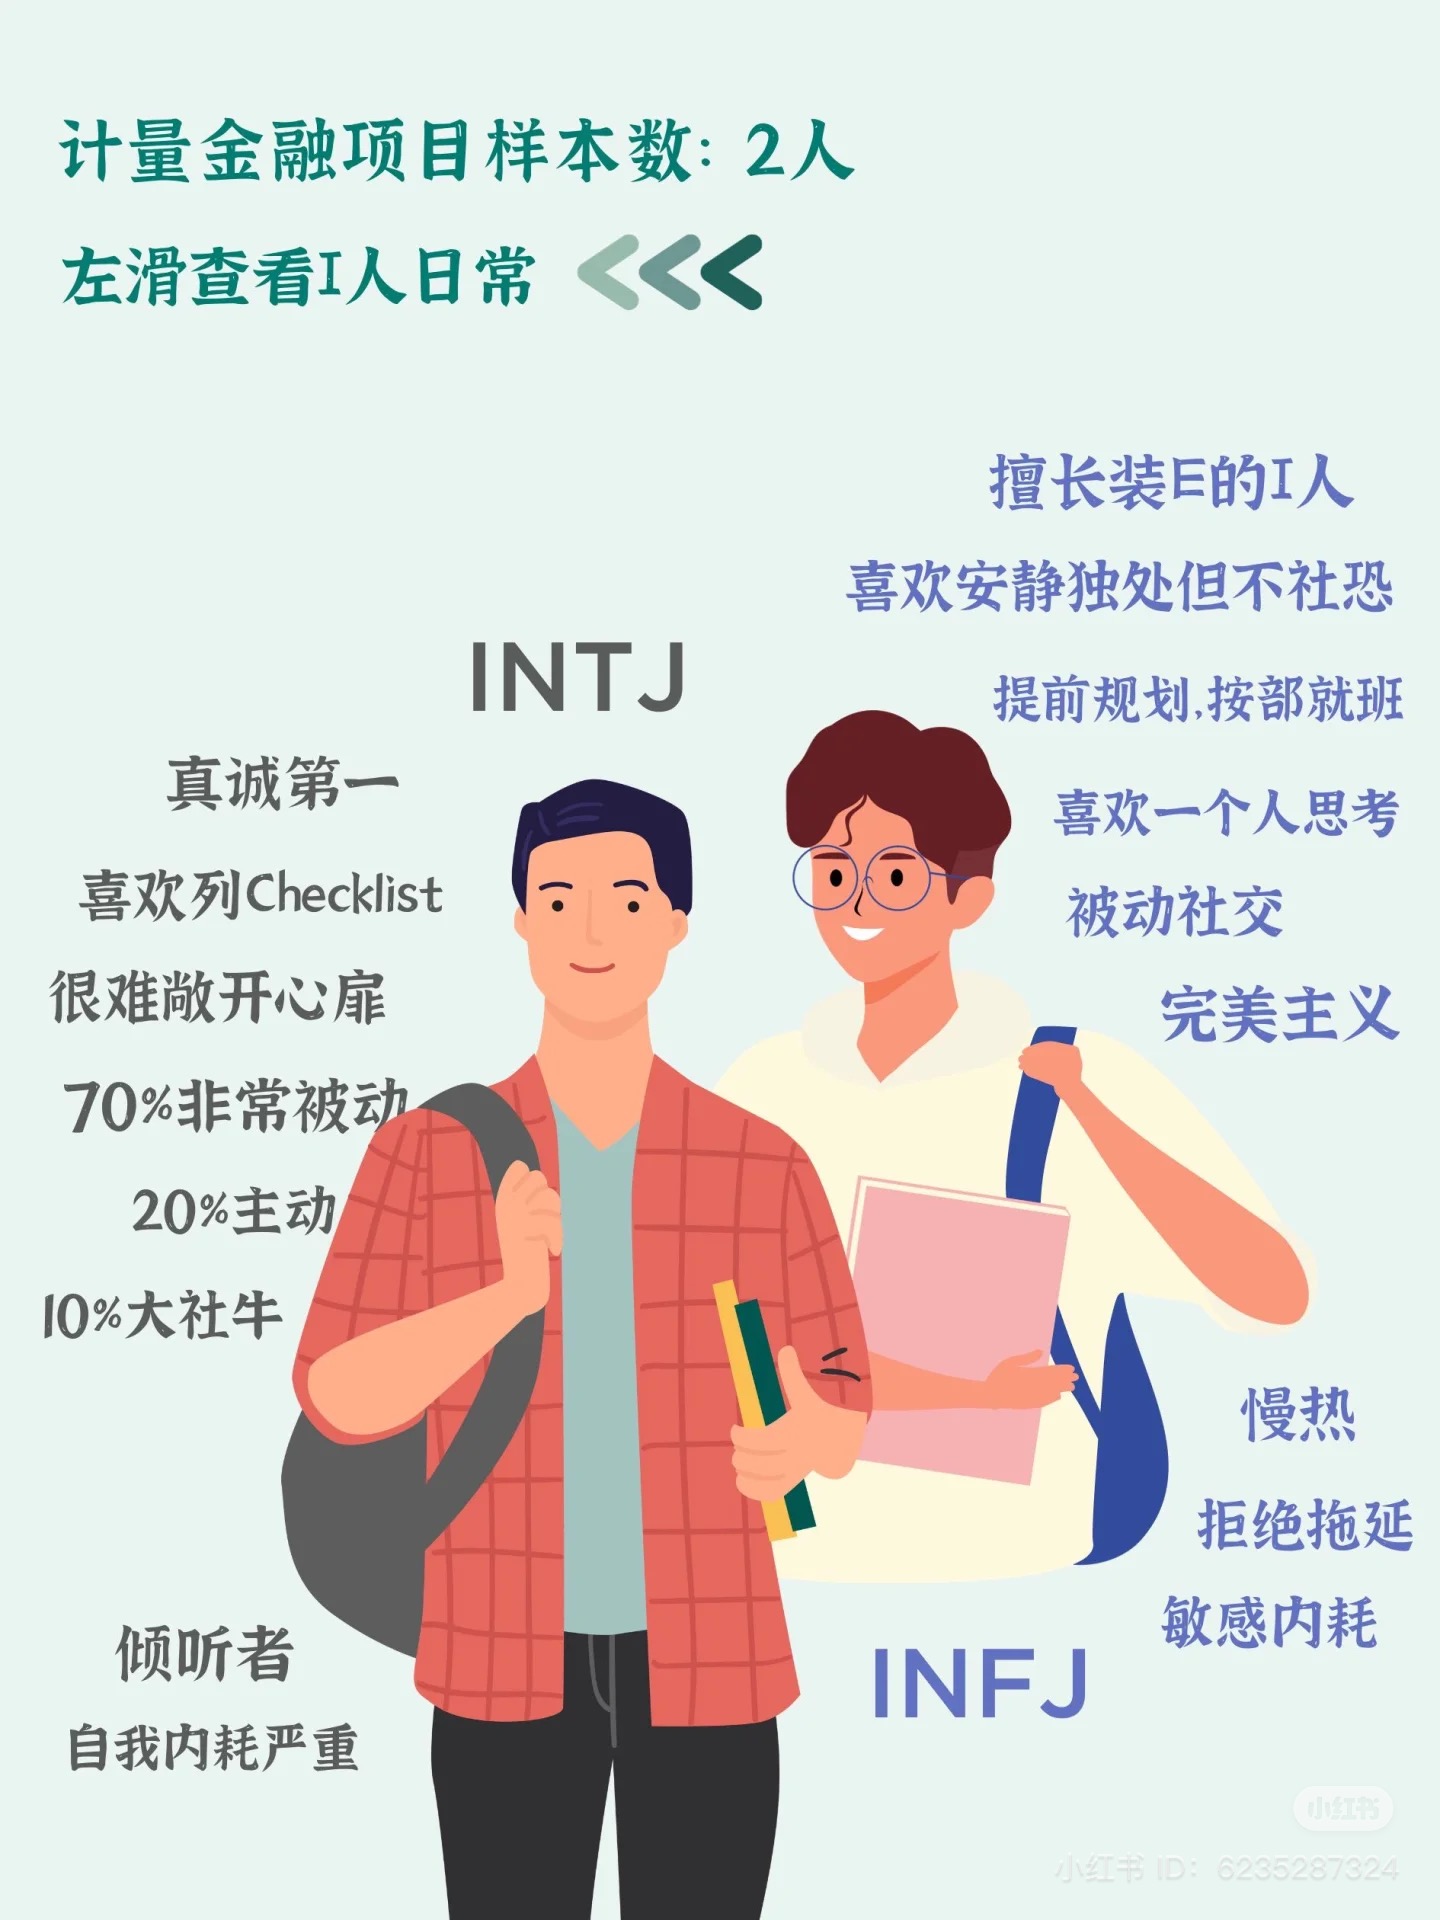 计量金融项目样本数: 2人
左滑查看I人日常
擅长装E的I人
喜欢安静独处但不社恐
提前规划,按部就班
喜欢一个人思考
被动社交
完美主义
INTJ
真诚第一
喜欢列Checklist
很难敞开心扉
70%非常被动
20%主动
10%大社牛
倾听者
自我内耗严重
慢热
拒绝拖延
敏感内耗
INFJ
小红书
小红书 ID: 6235287324